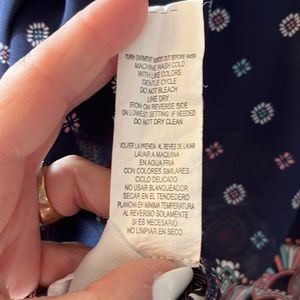 TURN GARMENT INSIDE OUT BEFORE WASH
MACHINE WASH COLD
WITH LIKE COLORS
GENTLE CYCLE
DO NOT BLEACH
LINE DRY
IRON ON REVERSE SIDE
ON LOWEST SETTING IF NEEDED
DO NOT DRY CLEAN
VOLVER LA PRENDA AL REVES DE LAVAR
LAVAR A MAQUINA
EN AGUA FRIA
CON COLORES SIMILARES
CICLO DELICADO
NO USAR BLANQUEADOR
SECAR EN EL TENDEDERO
PLANCHA EN MINIMA TEMPERATURA
AL REVERSO SOLAMENTE
SI ES NECESARIO
NO LIMPIAR EN SECO